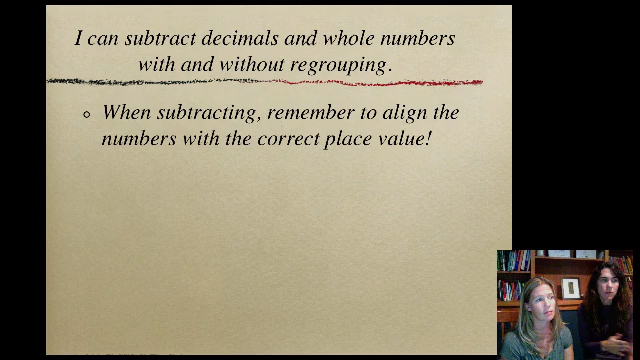 I can subtract decimals and whole numbers
with and without regrouping.
When subtracting, remember to align the
numbers with the correct place value!